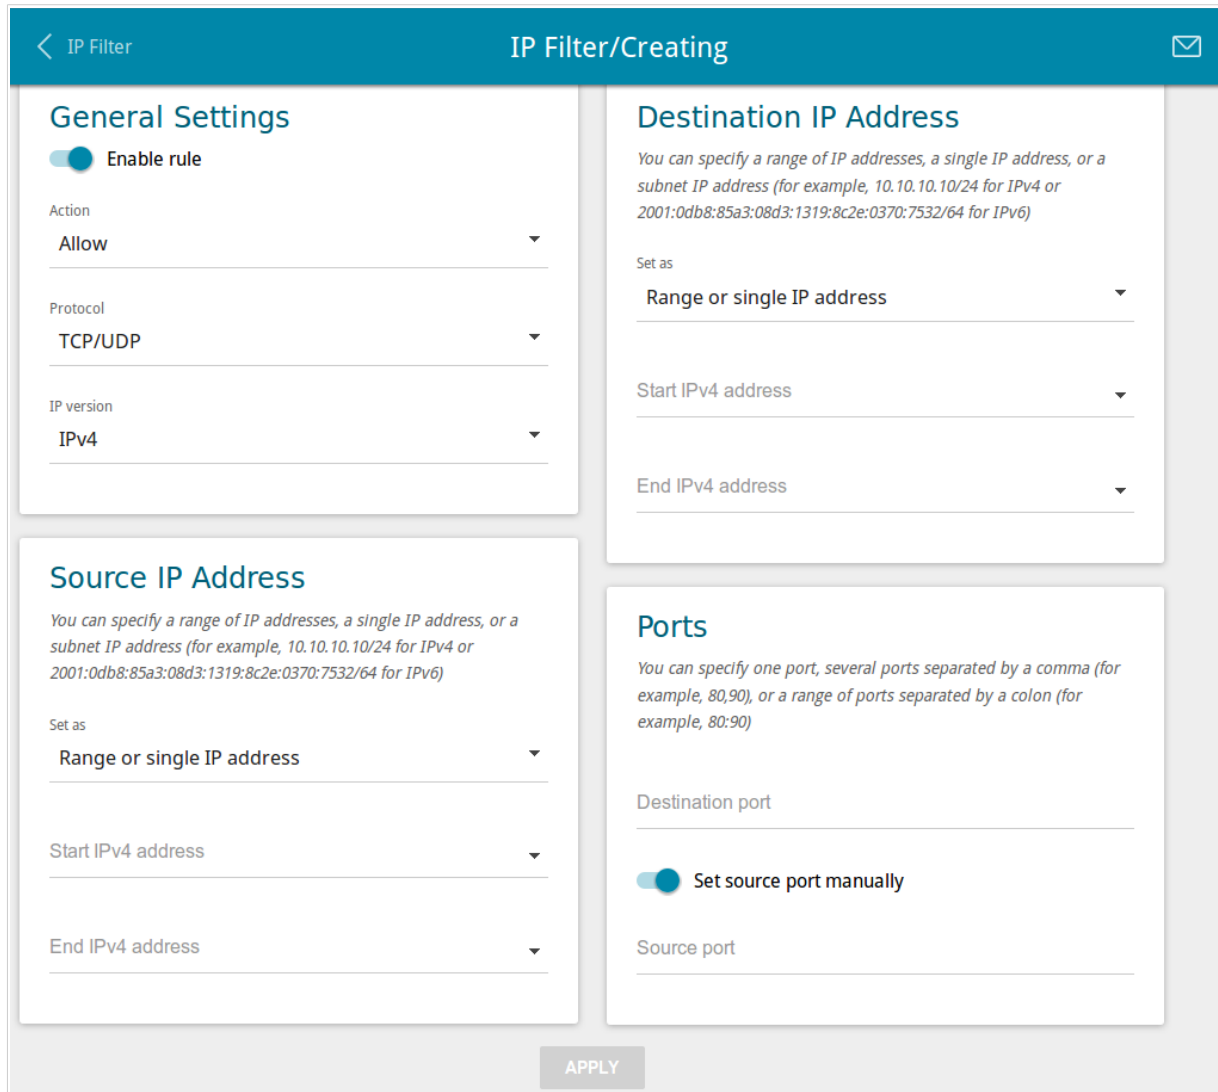 IP Filter
IP Filter/Creating
General Settings
Enable rule
Action
Allow
Protocol
TCP/UDP
IP version
IPv4
Source IP Address
You can specify a range of IP addresses, a single IP address, or a
subnet IP address (for example, 10.10.10.10/24 for IPv4 or
2001:0db8:85a3:08d3:1319:8c2e:0370:7532/64 for IPv6)
Set as
Range or single IP address
Start IPv4 address
End IPv4 address
Destination IP Address
You can specify a range of IP addresses, a single IP address, or a
subnet IP address (for example, 10.10.10.10/24 for IPv4 or
2001:0db8:85a3:08d3:1319:8c2e:0370:7532/64 for IPv6)
Set as
Range or single IP address
Start IPv4 address
End IPv4 address
Ports
You can specify one port, several ports separated by a comma (for
example, 80,90), or a range of ports separated by a colon (for
example, 80:90)
Destination port
Set source port manually
Source port
APPLY